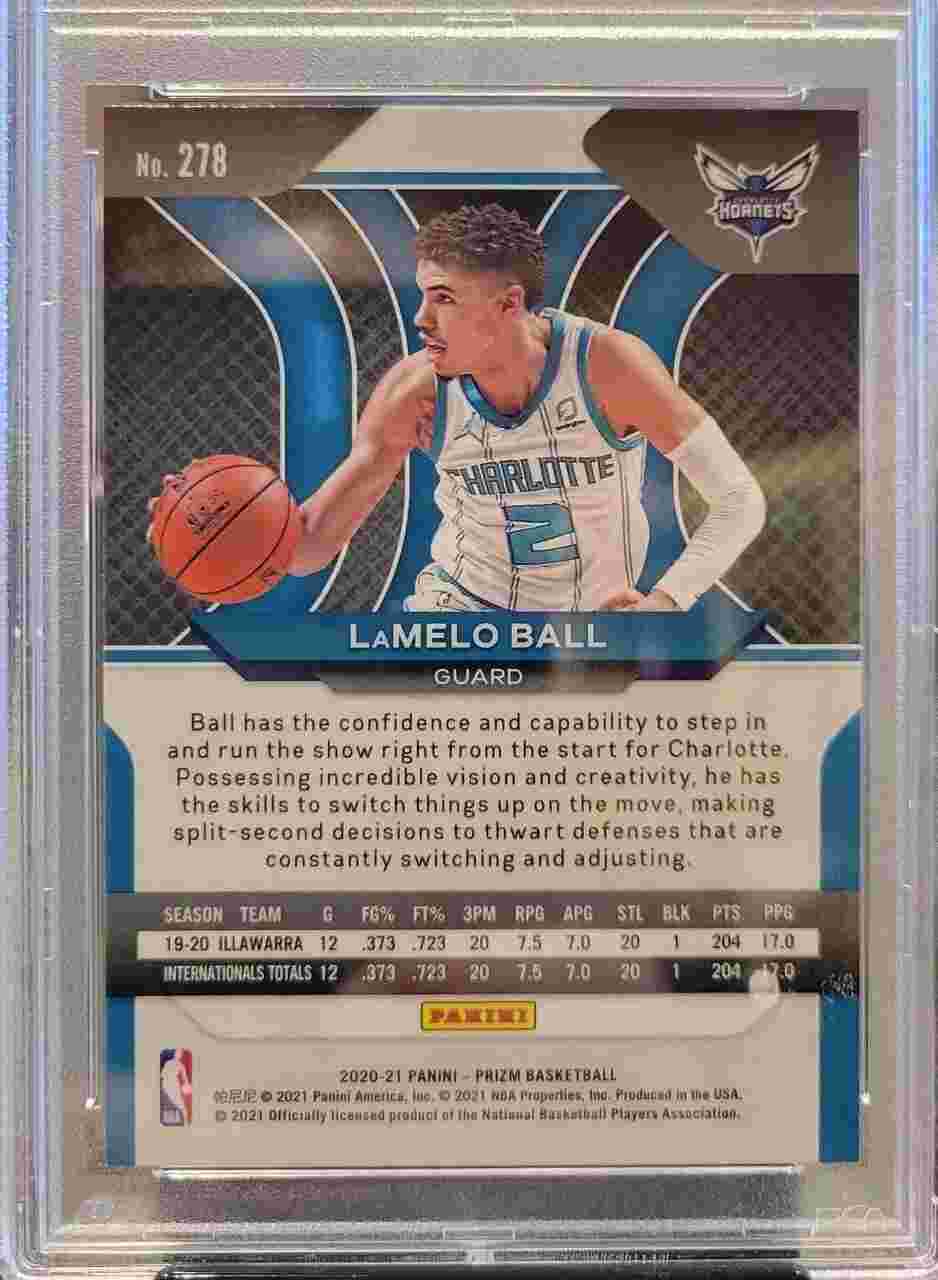 No. 278
HORNETS
CHARLOTTE
2
LaMELO BALL
GUARD
Ball has the confidence and capability to step in
and run the show right from the start for Charlotte.
Possessing incredible vision and creativity, he has
the skills to switch things up on the move, making
split-second decisions to thwart defenses that are
constantly switching and adjusting.
SEASON TEAM G FG% FT% 3PM RPG APG STL BLK PTS PPG
19-20 ILLAWARRA 12 .373 .723 20 7.5 7.0 20 1 204 17.0
INTERNATIONALS TOTALS 12 .373 .723 20 7.5 7.0 20 1 204 17.0
PANINI
2020-21 PANINI - PRIZM BASKETBALL
帕尼尼 © 2021 Panini America, Inc. © 2021 NBA Properties, Inc. Produced in the USA.
© 2021 Officially licensed product of the National Basketball Players Association.
NBA
PSA